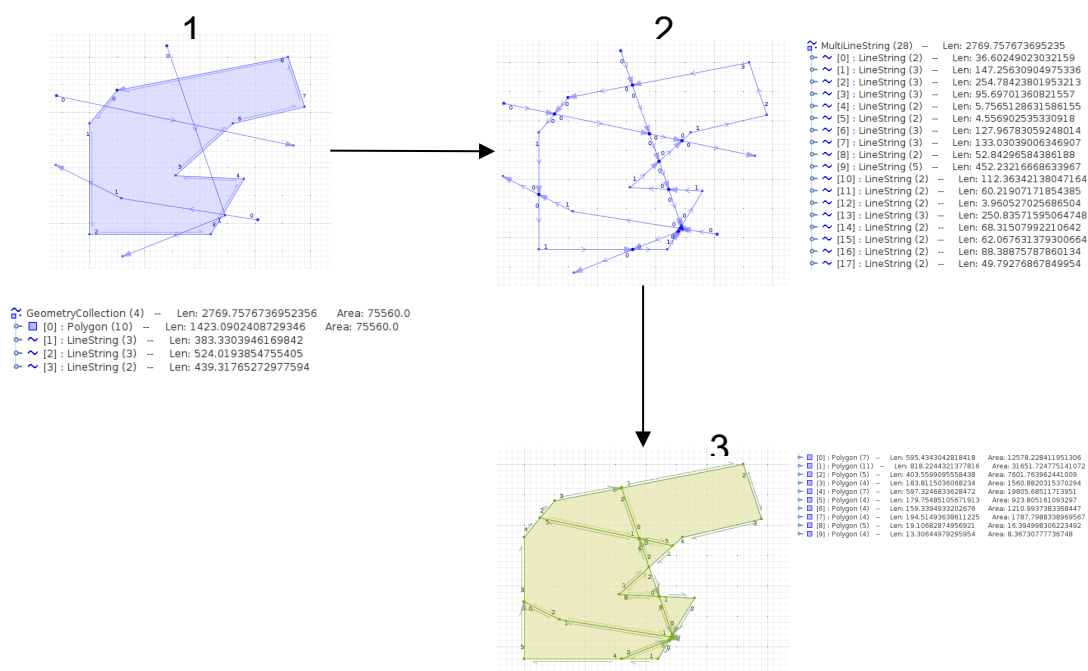 1
2
MultiLineString (28) -- Len: 2769.757673695235
[0] : LineString (2) -- Len: 36.60249023032159
[1] : LineString (3) -- Len: 147.25630904975336
[2] : LineString (3) -- Len: 254.78423801953213
[3] : LineString (3) -- Len: 95.69701360821557
[4] : LineString (2) -- Len: 5.765128631586155
[5] : LineString (2) -- Len: 4.556902535330918
[6] : LineString (3) -- Len: 127.96783059248014
[7] : LineString (3) -- Len: 133.03039006346907
[8] : LineString (2) -- Len: 52.84296584386188
[9] : LineString (5) -- Len: 452.23216668633967
[10] : LineString (2) -- Len: 112.36342138047164
[11] : LineString (2) -- Len: 60.21907171854385
[12] : LineString (2) -- Len: 3.960527025686504
[13] : LineString (3) -- Len: 250.83571595064748
[14] : LineString (2) -- Len: 68.31507992210642
[15] : LineString (2) -- Len: 62.067631379300664
[16] : LineString (2) -- Len: 88.38875787860134
[17] : LineString (2) -- Len: 49.79276867849954
GeometryCollection (4) -- Len: 2769.7576736952356 Area: 75560.0
[0] : Polygon (10) -- Len: 1423.0902408729346 Area: 75560.0
[1] : LineString (3) -- Len: 383.3303946169842
[2] : LineString (3) -- Len: 524.0193854755405
[3] : LineString (2) -- Len: 439.31765272977594
3
[0] : Polygon (7) -- Len: 595.4343042818418 Area: 12578.228411951306
[1] : Polygon (11) -- Len: 818.2244321377816 Area: 31651.724775141072
[2] : Polygon (5) -- Len: 403.5599095558438 Area: 7601.763962441009
[3] : Polygon (4) -- Len: 183.8115036068234 Area: 1560.8820315370294
[4] : Polygon (7) -- Len: 597.3246833628472 Area: 19805.68511713951
[5] : Polygon (4) -- Len: 179.75485105671913 Area: 923.805161093297
[6] : Polygon (4) -- Len: 159.3394933202676 Area: 1210.9937383368447
[7] : Polygon (4) -- Len: 194.51493638611225 Area: 1787.7988338969567
[8] : Polygon (5) -- Len: 19.10682874956921 Area: 16.394998306223492
[9] : Polygon (4) -- Len: 13.30644979295954 Area: 8.36730777736748